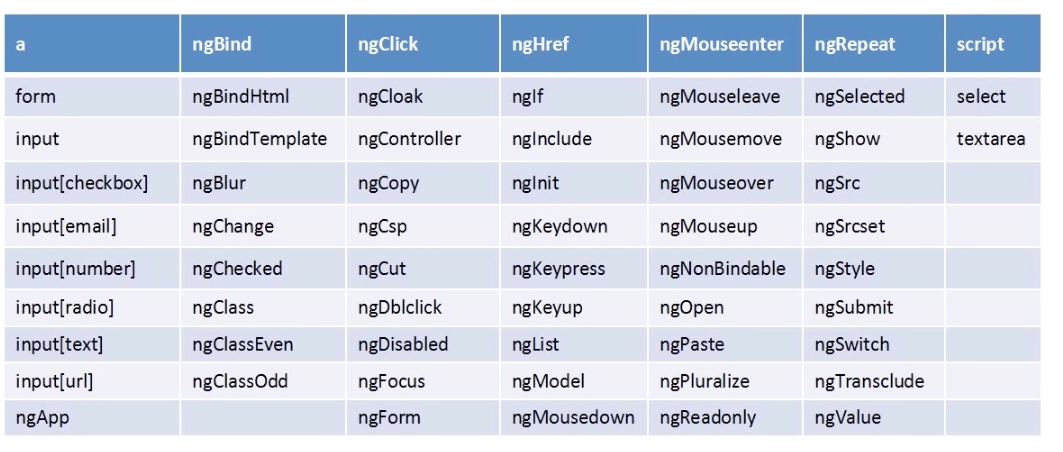 a ngBind ngClick ngHref ngMouseenter ngRepeat script
form ngBindHtml ngCloak ngIf ngMouseleave ngSelected select
input ngBindTemplate ngController ngInclude ngMousemove ngShow textarea
input[checkbox] ngBlur ngCopy ngInit ngMouseover ngSrc
input[email] ngChange ngCsp ngKeydown ngMouseup ngSrcset
input[number] ngChecked ngCut ngKeypress ngNonBindable ngStyle
input[radio] ngClass ngDblclick ngKeyup ngOpen ngSubmit
input[text] ngClassEven ngDisabled ngList ngPaste ngSwitch
input[url] ngClassOdd ngFocus ngModel ngPluralize ngTransclude
ngApp ngForm ngMousedown ngReadonly ngValue